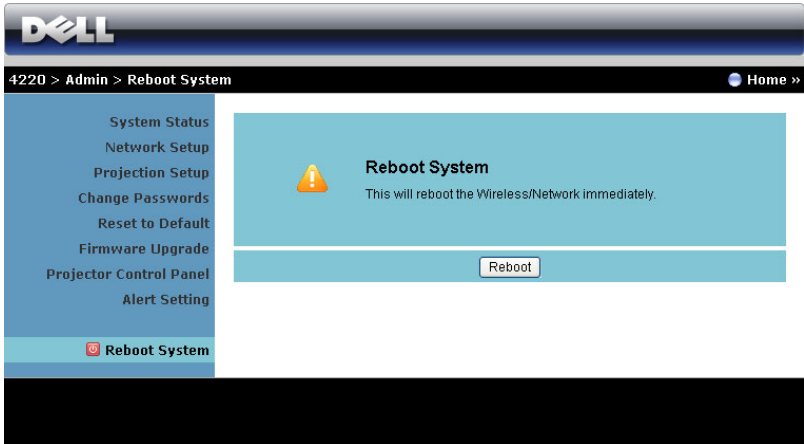 DELL
4220 > Admin > Reboot System
Home »
System Status
Network Setup
Projection Setup
Change Passwords
Reset to Default
Firmware Upgrade
Projector Control Panel
Alert Setting
Reboot System
Reboot System
This will reboot the Wireless/Network immediately.
Reboot